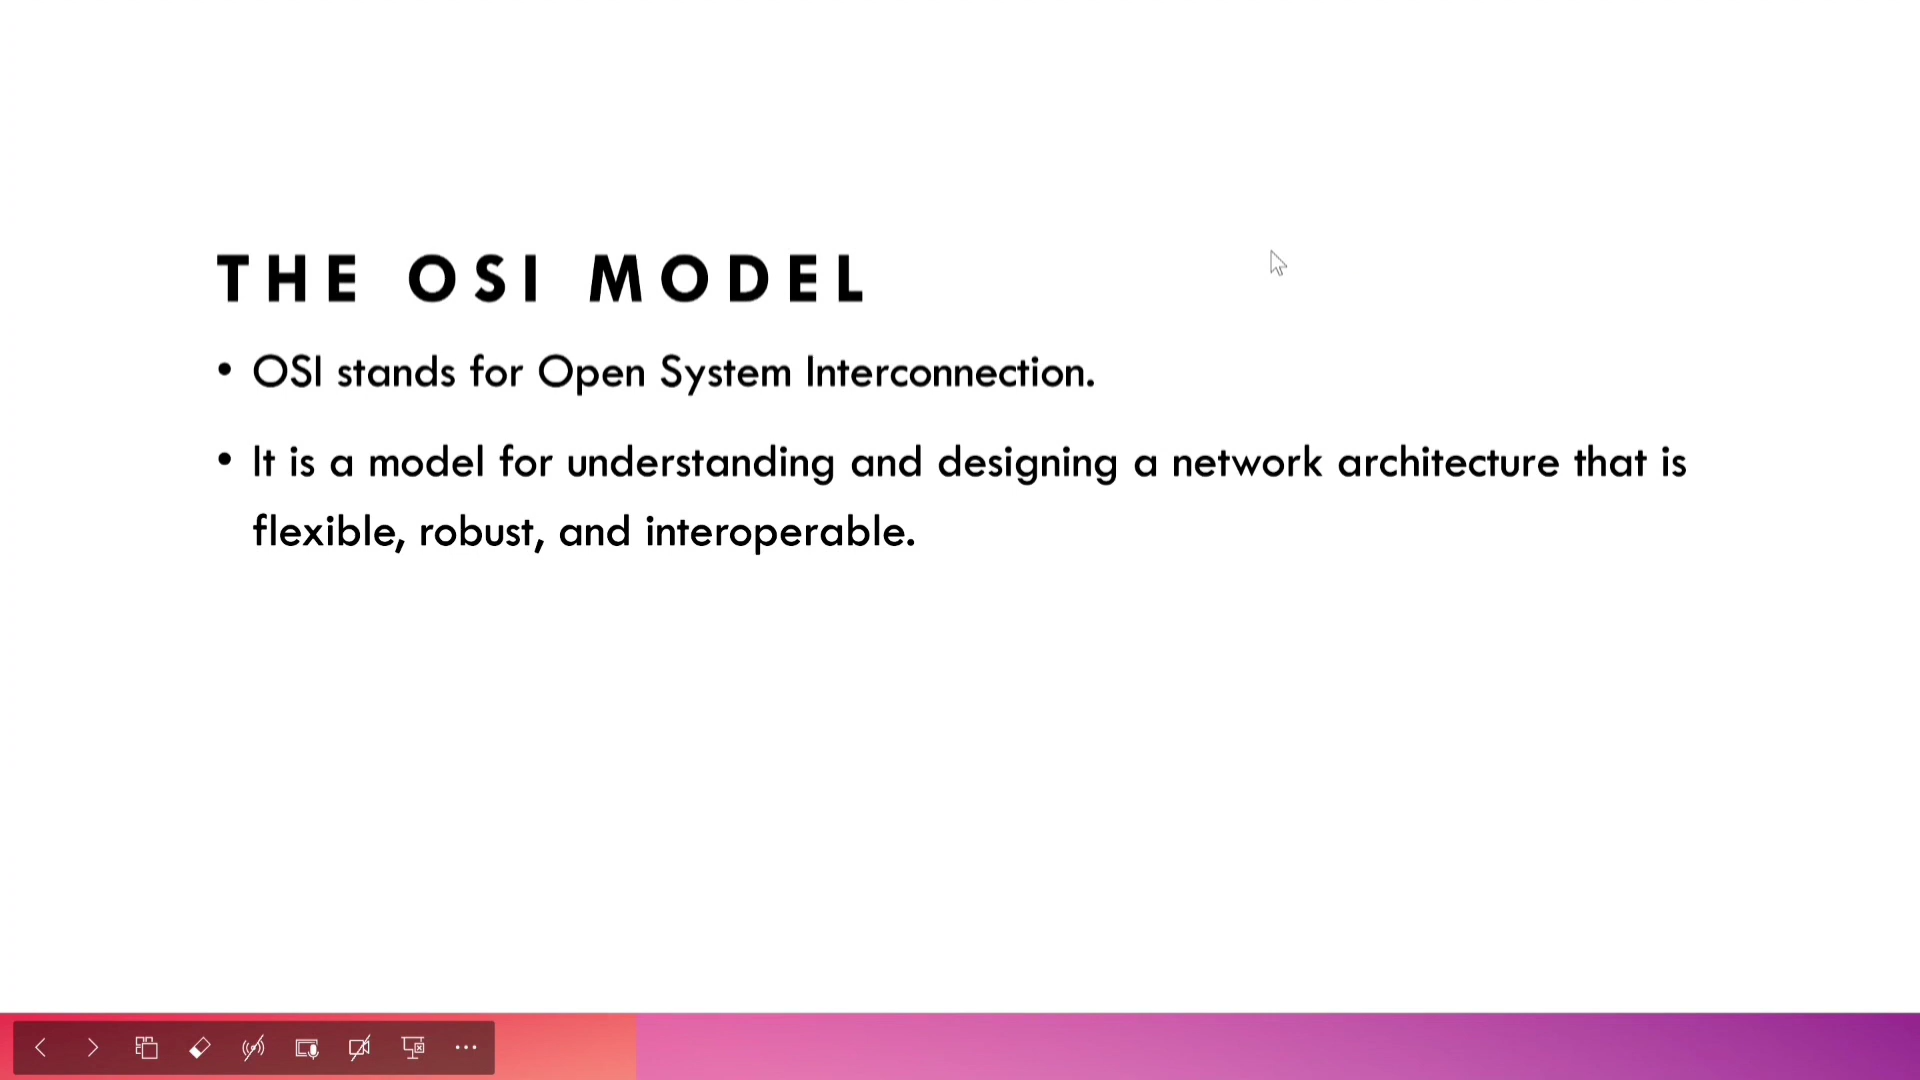 THE OSI MODEL
• OSI stands for Open System Interconnection.
• It is a model for understanding and designing a network architecture that is
flexible, robust, and interoperable.